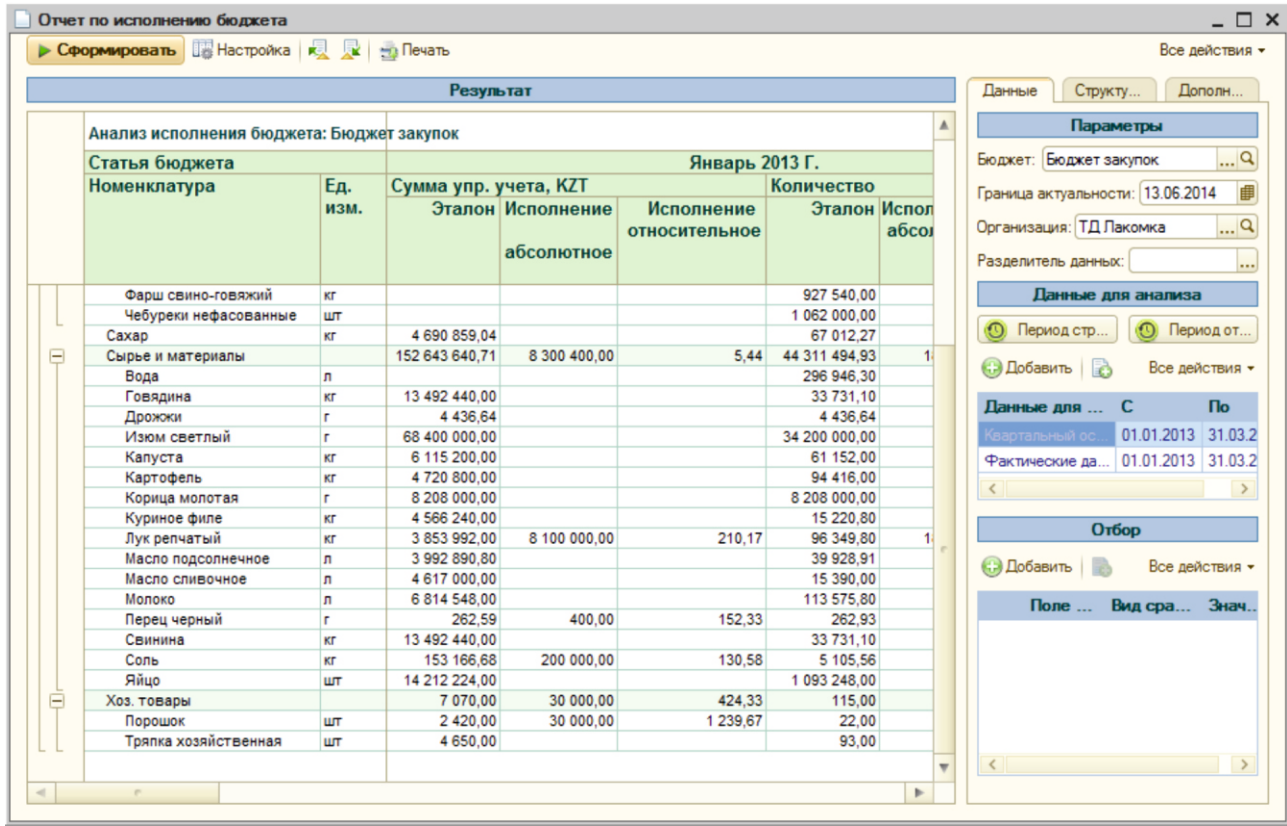 Отчет по исполнению бюджета
Сформировать Настройка Печать Все действия
Результат
Анализ исполнения бюджета: Бюджет закупок
Статья бюджета Январь 2013 Г.
Номенклатура Ед. изм. Сумма упр. учета, KZT Количество
Эталон Исполнение абсолютное Исполнение относительное Эталон Испол абсол
Фарш свино-говяжий кг 927 540,00
Чебуреки нефасованные шт 1 062 000,00
Сахар кг 4 690 859,04 67 012,27
Сырье и материалы 152 643 640,71 8 300 400,00 5,44 44 311 494,93
Вода л 296 946,30
Говядина кг 13 492 440,00 33 731,10
Дрожжи г 4 436,64 4 436,64
Изюм светлый г 68 400 000,00 34 200 000,00
Капуста кг 6 115 200,00 61 152,00
Картофель кг 4 720 800,00 94 416,00
Корица молотая г 8 208 000,00 8 208 000,00
Куриное филе кг 4 566 240,00 15 220,80
Лук репчатый кг 3 853 992,00 8 100 000,00 210,17 96 349,80
Масло подсолнечное л 3 992 890,80 39 928,91
Масло сливочное л 4 617 000,00 15 390,00
Молоко л 6 814 548,00 113 575,80
Перец черный г 262,59 400,00 152,33 262,93
Свинина кг 13 492 440,00 33 731,10
Соль кг 153 166,68 200 000,00 130,58 5 105,56
Яйцо шт 14 212 224,00 1 093 248,00
Хоз. товары 7 070,00 30 000,00 424,33 115,00
Порошок шт 2 420,00 30 000,00 1 239,67 22,00
Тряпка хозяйственная шт 4 650,00 93,00
Данные Структу... Дополн...
Параметры
Бюджет: Бюджет закупок ...
Граница актуальности: 13.06.2014
Организация: ТД Лакомка ...
Разделитель данных: ...
Данные для анализа
Период стр... Период от...
Добавить Все действия
Данные для ... С По
Квартальный ос... 01.01.2013 31.03.2
Фактические да... 01.01.2013 31.03.2
Отбор
Добавить Все действия
Поле ... Вид сра... Знач...